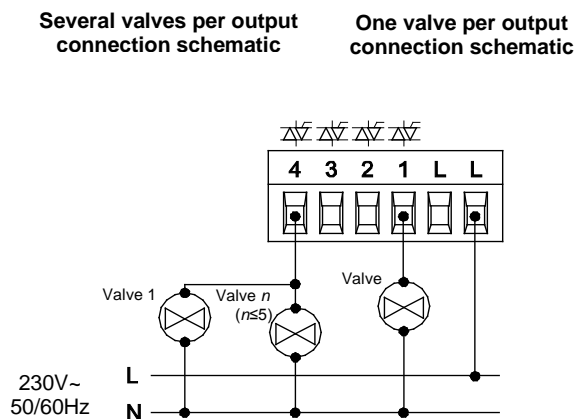 Several valves per output
connection schematic
One valve per output
connection schematic
4 3 2 1 L L
Valve 1
Valve n
(n≤5)
Valve
230V~
50/60Hz
L
N